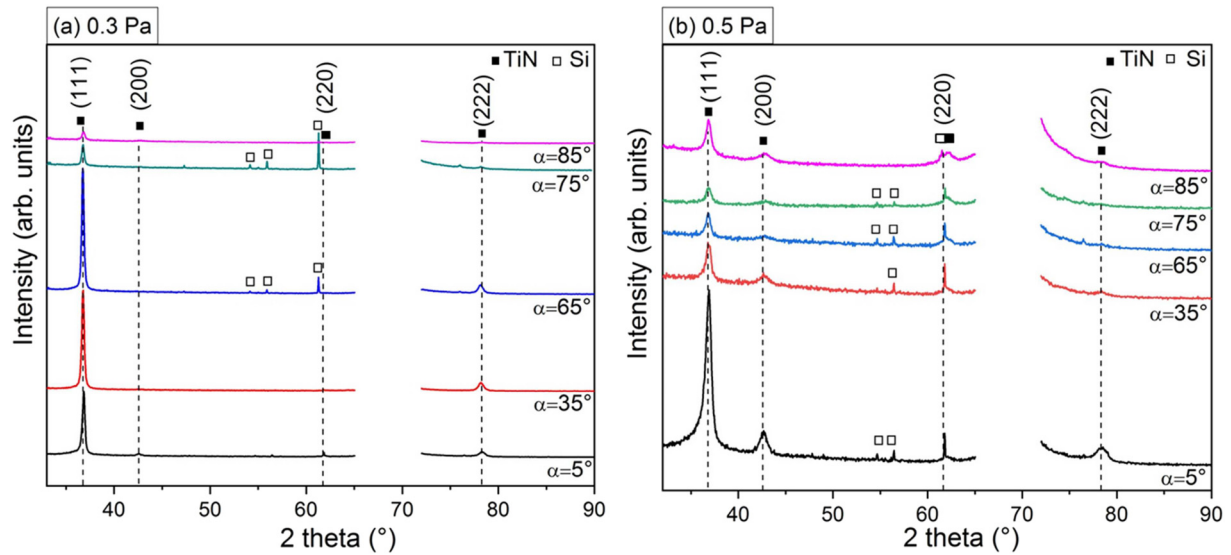 (a) 0.3 Pa
■ TiN □ Si
(111)
(200)
(220)
(222)
α=85°
α=75°
α=65°
α=35°
α=5°
Intensity (arb. units)
40 50 60 70 80 90
2 theta (°)
(b) 0.5 Pa
■ TiN □ Si
(111)
(200)
(220)
(222)
α=85°
α=75°
α=65°
α=35°
α=5°
Intensity (arb. units)
40 50 60 70 80 90
2 theta (°)